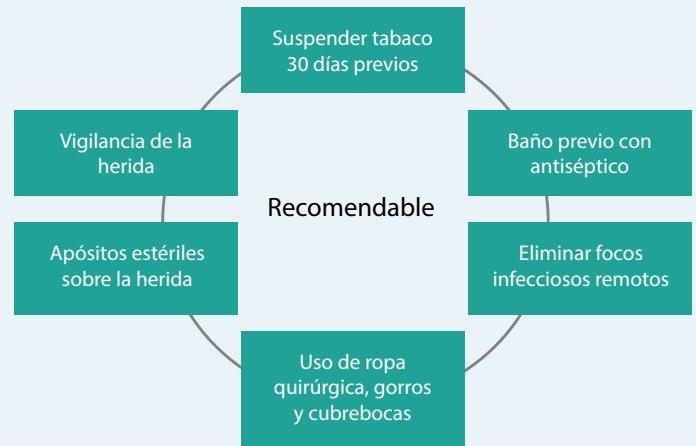 Suspender tabaco
30 días previos
Baño previo con
antiséptico
Eliminar focos
infecciosos remotos
Uso de ropa
quirúrgica, gorros
y cubrebocas
Apósitos estériles
sobre la herida
Vigilancia de la
herida
Recomendable